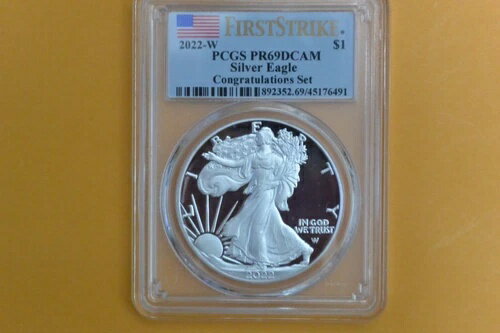 FIRSTSTRIKE®
2022-W $1
PCGS PR69DCAM
Silver Eagle
Congratulations Set
892352.69/45176491
LIBERTY
IN GOD
WE TRUST
W
2022